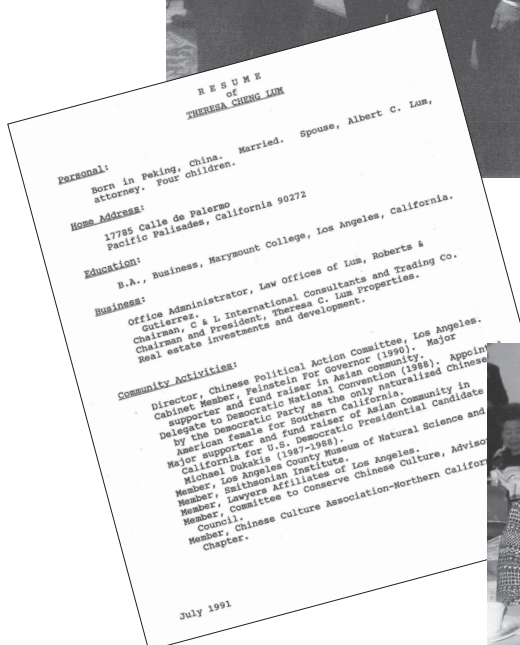 R E S U M E
of
THERESA CHENG LUM
Personal:
Born in Peking, China. Married. Spouse, Albert C. Lum,
attorney. Four children.
Home Address:
17785 Calle de Palermo
Pacific Palisades, California 90272
Education:
B.A., Business, Marymount College, Los Angeles, California.
Business:
Office Administrator, Law Offices of Lum, Roberts &
Gutierrez.
Chairman, C & L International Consultants and Trading Co.
Chairman and President, Theresa C. Lum Properties.
Real estate investments and development.
Community Activities:
Director, Chinese Political Action Committee, Los Angeles.
Cabinet Member, Feinstein For Governor (1990). Major
supporter and fund raiser in Asian community.
Delegate to Democratic National Convention (1988). Appoin
by the Democratic Party as the only naturalized Chinese
American female for Southern California.
Major supporter and fund raiser of Asian Community in
California for U.S. Democratic Presidential Candidate
Michael Dukakis (1987-1988).
Member, Los Angeles County Museum of Natural Science and
Member, Smithsonian Institute.
Member, Lawyers Affiliates of Los Angeles.
Member, Committee to Conserve Chinese Culture, Adviso
Council.
Member, Chinese Culture Association-Northern Califor
Chapter.
July 1991